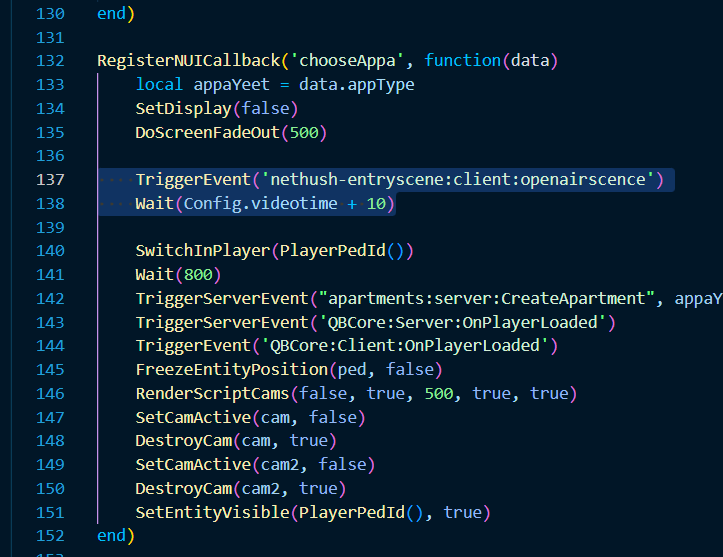 130 end)
131
132 RegisterNUICallback('chooseAppa', function(data)
133 local appaYeet = data.appType
134 SetDisplay(false)
135 DoScreenFadeOut(500)
136
137 TriggerEvent('nethush-entryscene:client:openairscence')
138 Wait(Config.videotime + 10)
139
140 SwitchInPlayer(PlayerPedId())
141 Wait(800)
142 TriggerServerEvent("apartments:server:CreateApartment", appaY
143 TriggerServerEvent('QBCore:Server:OnPlayerLoaded')
144 TriggerEvent('QBCore:Client:OnPlayerLoaded')
145 FreezeEntityPosition(ped, false)
146 RenderScriptCams(false, true, 500, true, true)
147 SetCamActive(cam, false)
148 DestroyCam(cam, true)
149 SetCamActive(cam2, false)
150 DestroyCam(cam2, true)
151 SetEntityVisible(PlayerPedId(), true)
152 end)